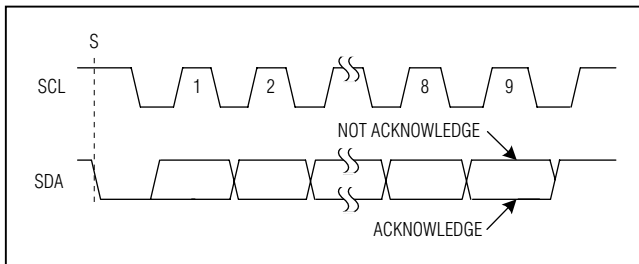 S
SCL 1 2 8 9
NOT ACKNOWLEDGE
SDA
ACKNOWLEDGE